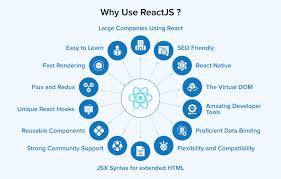 Why Use ReactJS ?
Large Companies Using React
Easy to Learn
SEO Friendly
Fast Rendering
React Native
Flux and Redux
The Virtual DOM
Unique React Hooks
Amazing Developer
Tools
Reusable Components
Proficient Data Binding
Strong Community Support
Flexibility and Compatibility
JSX Syntex for extended HTML